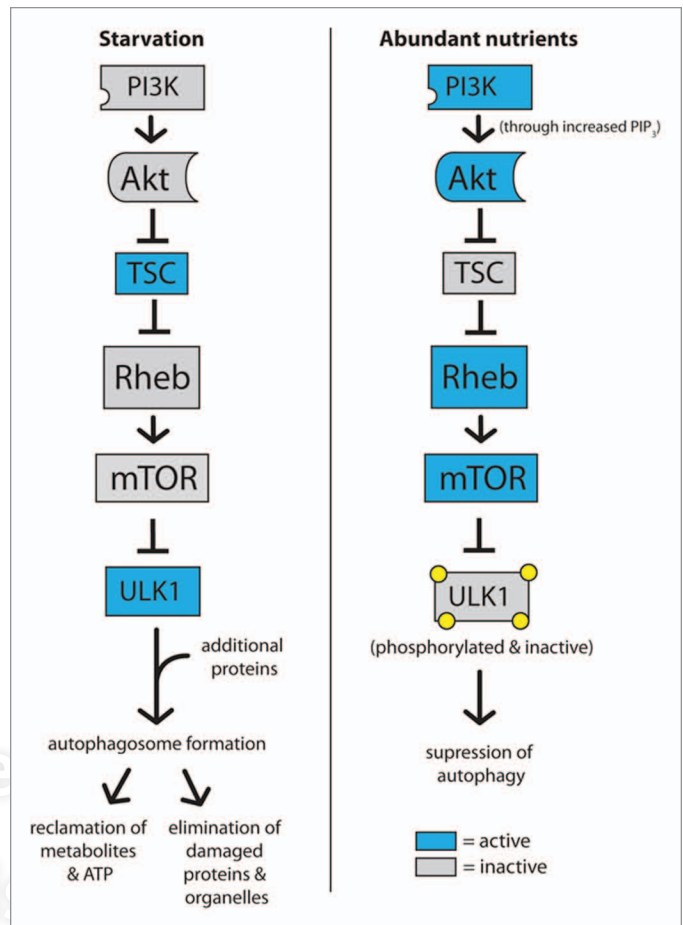 Starvation
PI3K
Akt
TSC
Rheb
mTOR
ULK1
additional
proteins
autophagosome formation
reclamation of
metabolites
& ATP
elimination of
damaged
proteins &
organelles
Abundant nutrients
PI3K
(through increased PIP₃)
Akt
TSC
Rheb
mTOR
ULK1
(phosphorylated & inactive)
supression of
autophagy
= active
= inactive